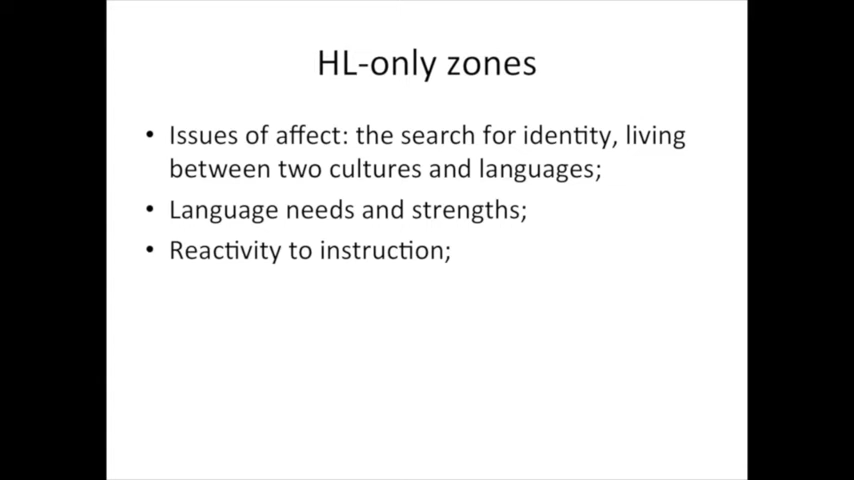 HL-only zones
• Issues of affect: the search for identity, living
between two cultures and languages;
• Language needs and strengths;
• Reactivity to instruction;